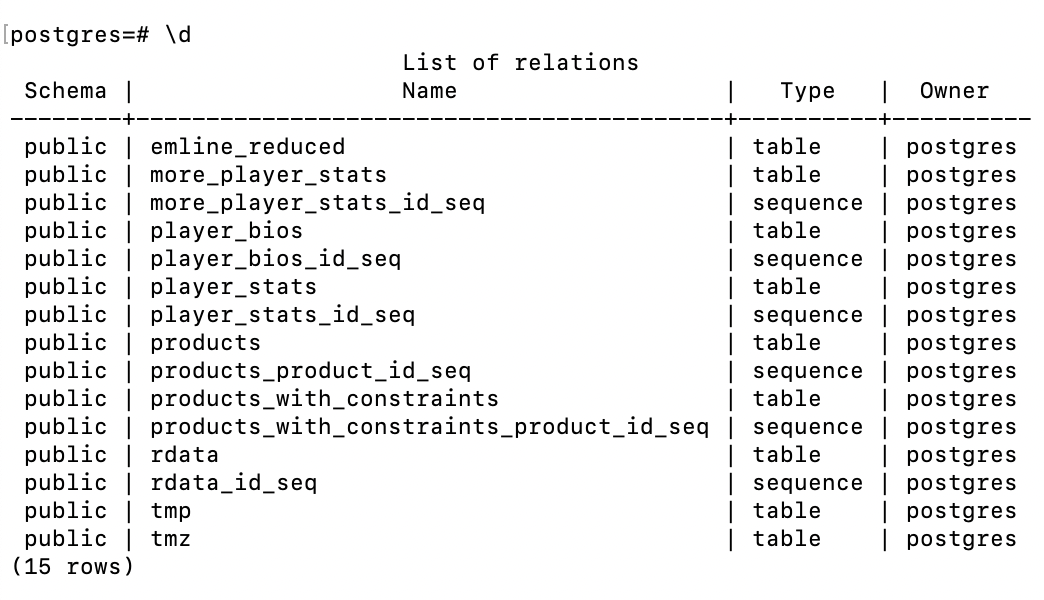 [postgres=# \d
List of relations
Schema | Name | Type | Owner
--------+------------------------------------------+----------+----------
public | emline_reduced | table | postgres
public | more_player_stats | table | postgres
public | more_player_stats_id_seq | sequence | postgres
public | player_bios | table | postgres
public | player_bios_id_seq | sequence | postgres
public | player_stats | table | postgres
public | player_stats_id_seq | sequence | postgres
public | products | table | postgres
public | products_product_id_seq | sequence | postgres
public | products_with_constraints | table | postgres
public | products_with_constraints_product_id_seq | sequence | postgres
public | rdata | table | postgres
public | rdata_id_seq | sequence | postgres
public | tmp | table | postgres
public | tmz | table | postgres
(15 rows)